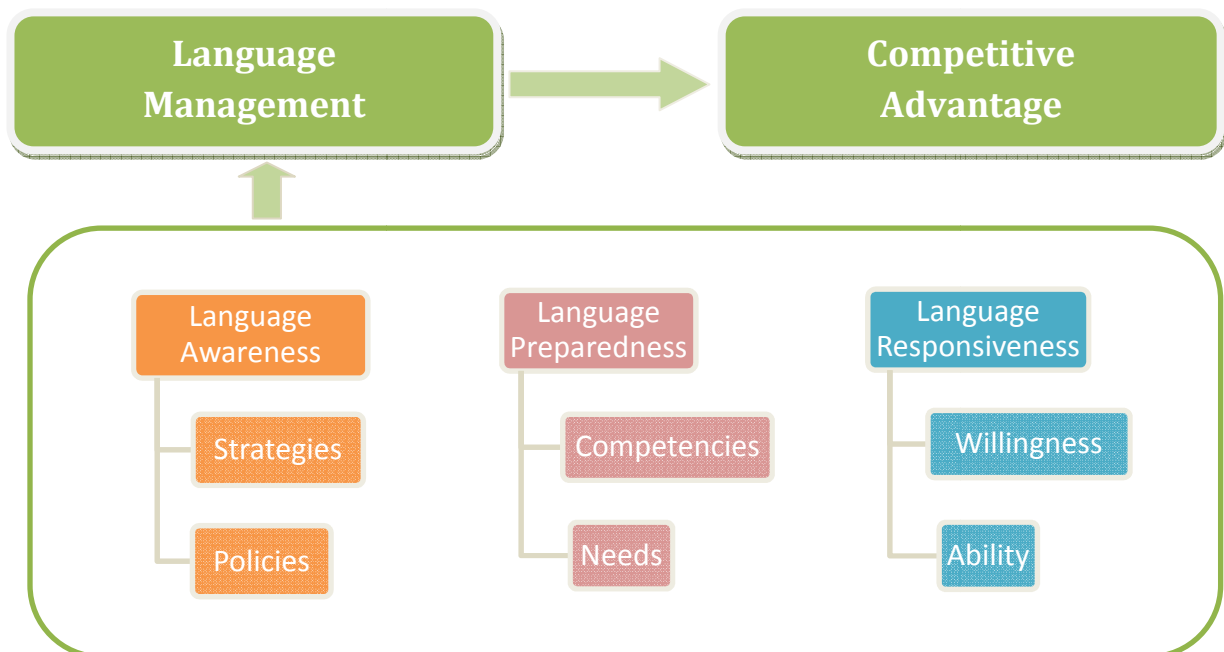 Language
Management
Competitive
Advantage
Language
Awareness
Strategies
Policies
Language
Preparedness
Competencies
Needs
Language
Responsiveness
Willingness
Ability